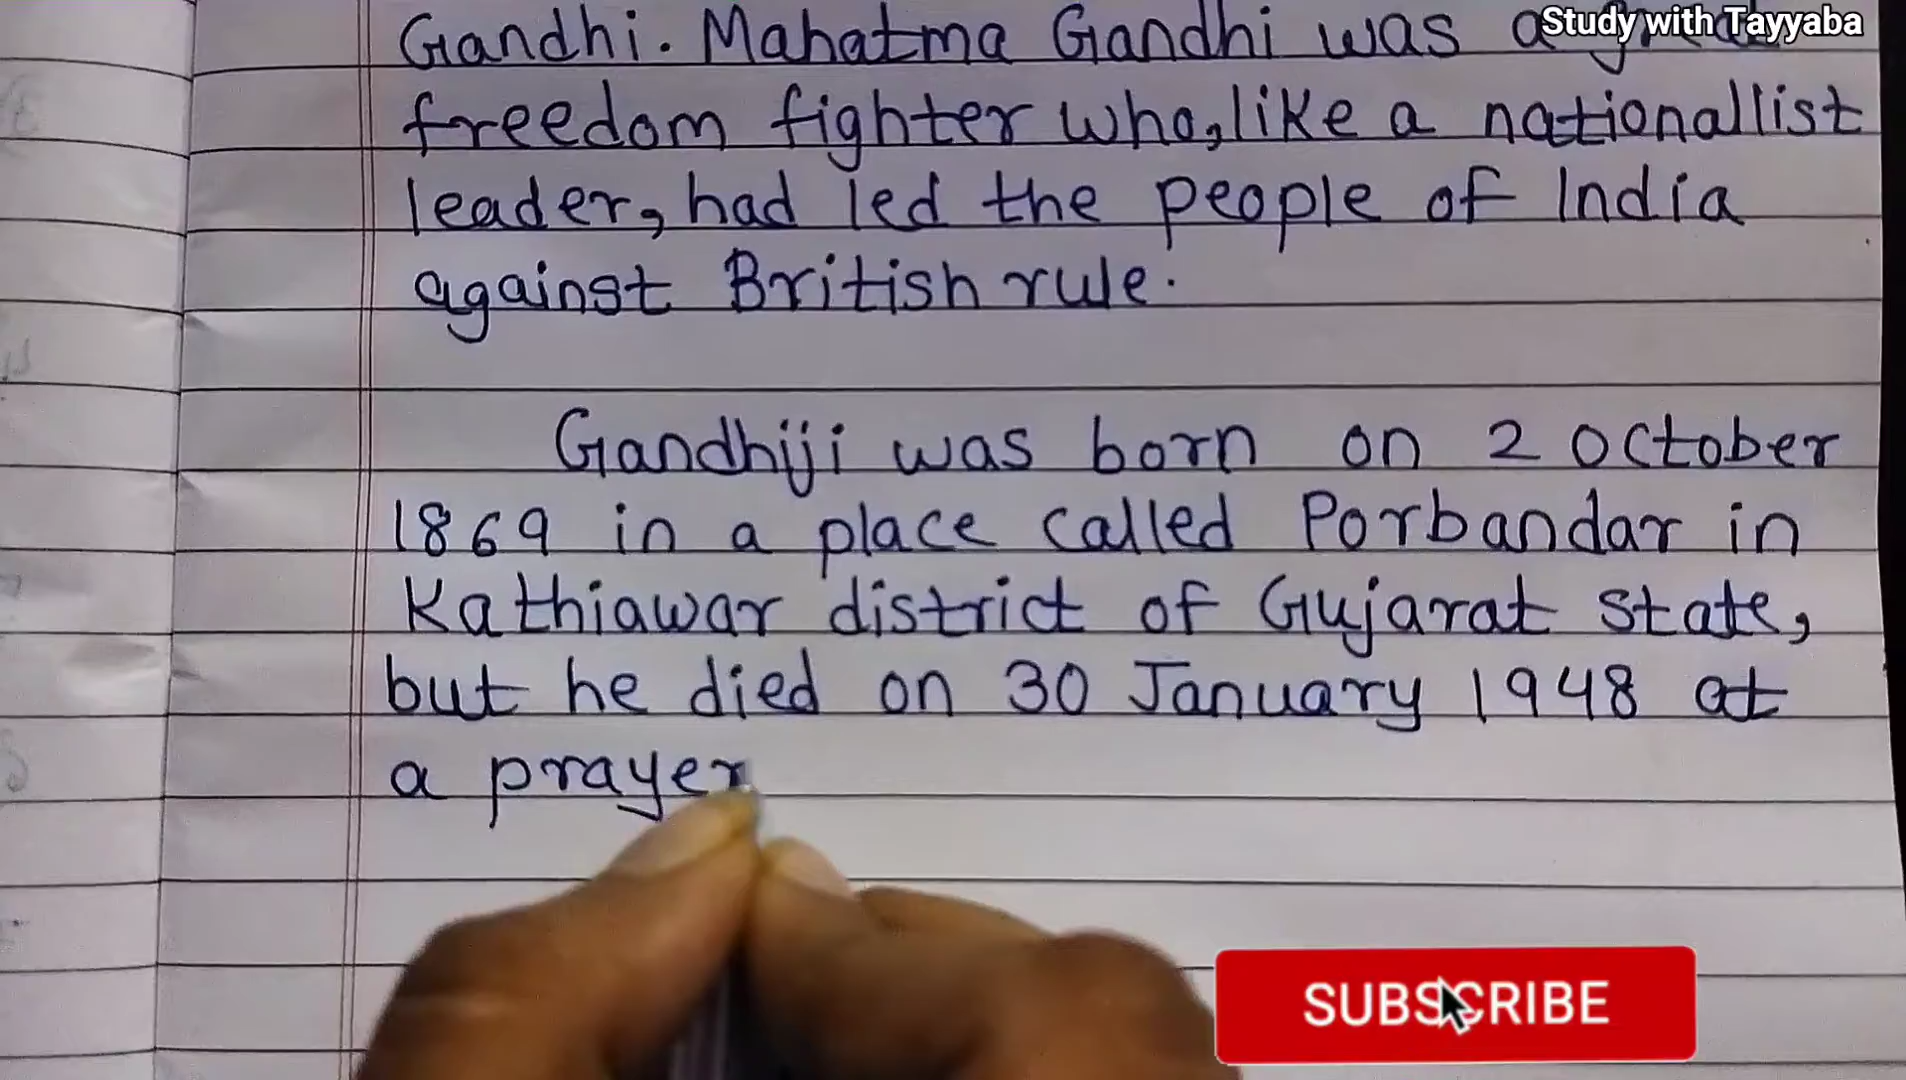 Study with Tayyaba
Gandhi. Mahatma Gandhi was a
freedom fighter who, like a nationallist
leader, had led the people of India
against British rule.
Gandhiji was born on 2 October
1869 in a place called Porbandar in
Kathiawar district of Gujarat state,
but he died on 30 January 1948 at
a prayer
SUBSCRIBE